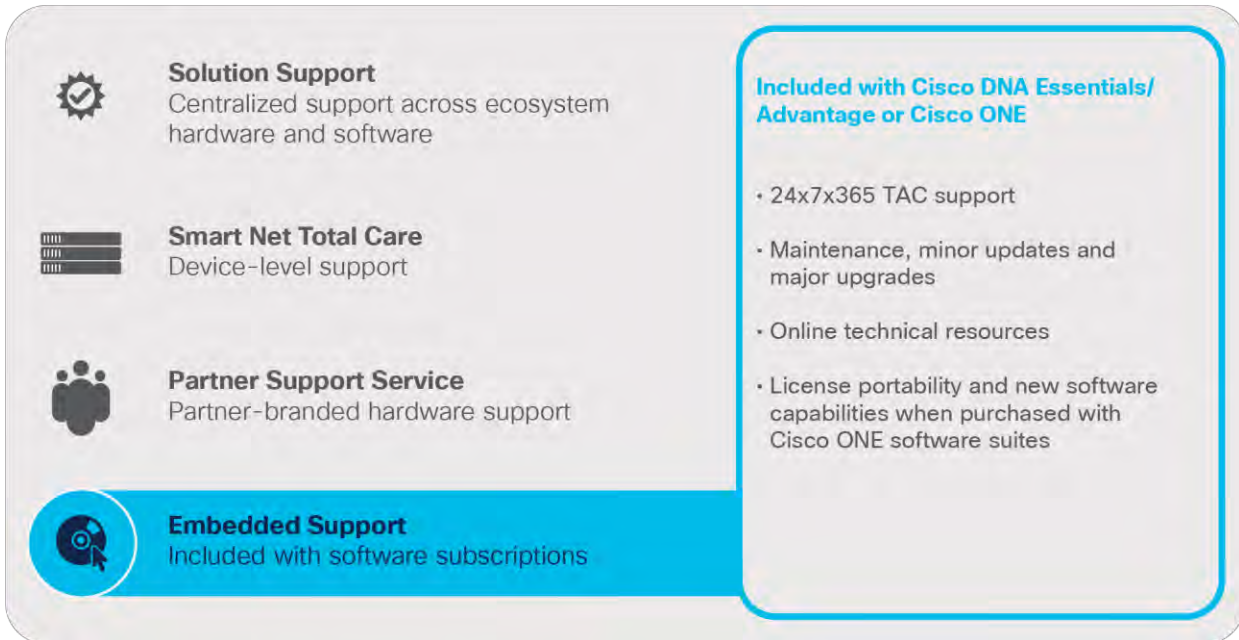 Solution Support
Centralized support across ecosystem
hardware and software
Smart Net Total Care
Device-level support
Partner Support Service
Partner-branded hardware support
Embedded Support
Included with software subscriptions
Included with Cisco DNA Essentials/
Advantage or Cisco ONE
· 24x7x365 TAC support
· Maintenance, minor updates and
major upgrades
· Online technical resources
· License portability and new software
capabilities when purchased with
Cisco ONE software suites